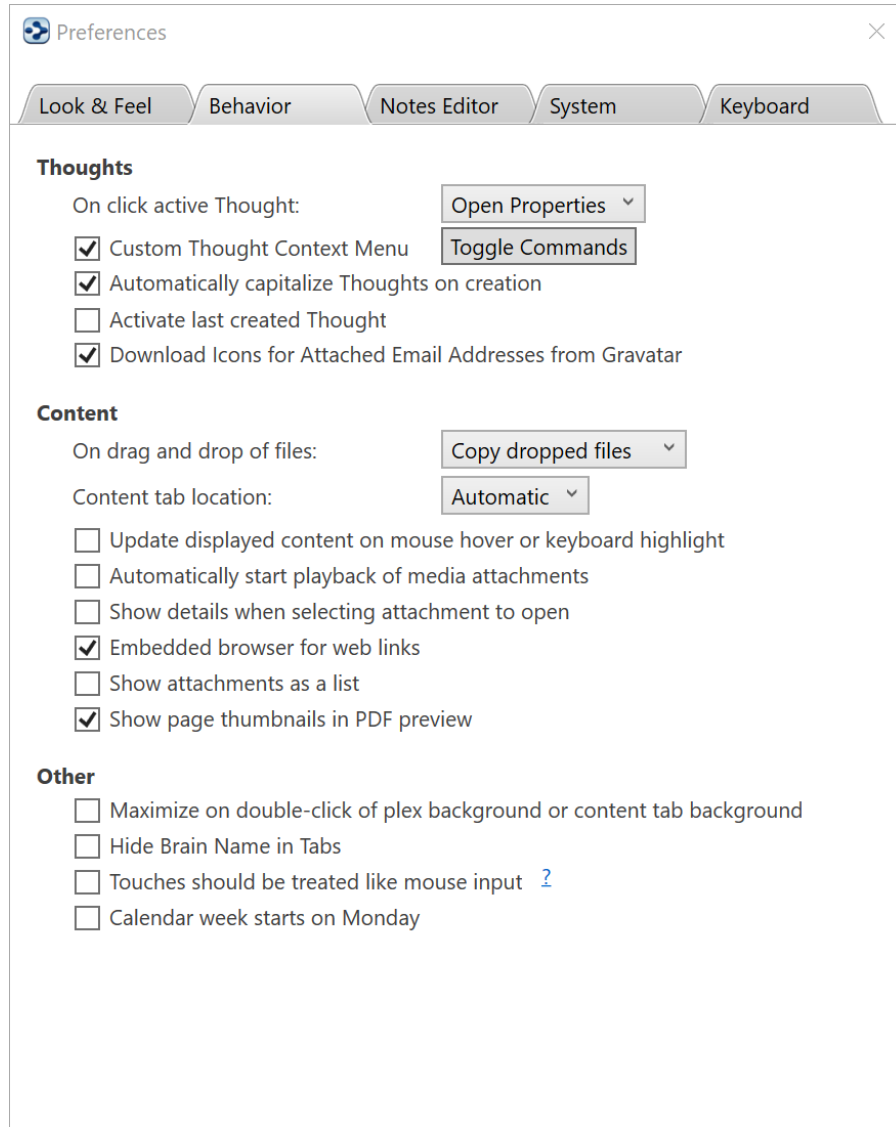 Preferences
Look & Feel Behavior Notes Editor System Keyboard
Thoughts
On click active Thought: Open Properties
Custom Thought Context Menu Toggle Commands
Automatically capitalize Thoughts on creation
Activate last created Thought
Download Icons for Attached Email Addresses from Gravatar
Content
On drag and drop of files: Copy dropped files
Content tab location: Automatic
Update displayed content on mouse hover or keyboard highlight
Automatically start playback of media attachments
Show details when selecting attachment to open
Embedded browser for web links
Show attachments as a list
Show page thumbnails in PDF preview
Other
Maximize on double-click of plex background or content tab background
Hide Brain Name in Tabs
Touches should be treated like mouse input ?
Calendar week starts on Monday